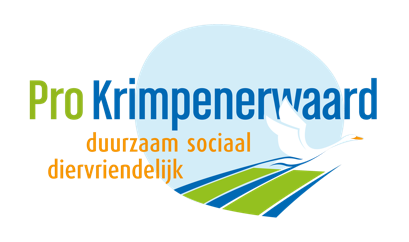 Pro Krimpenerwaard
duurzaam sociaal
diervriendelijk